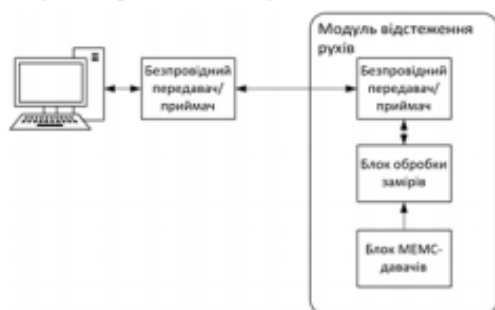 Модуль відстеження
рухів
Безпровідний
передавач/
приймач
Безпровідний
передавач/
приймач
Блок обробки
замірів
Блок МЕМС-
давачів